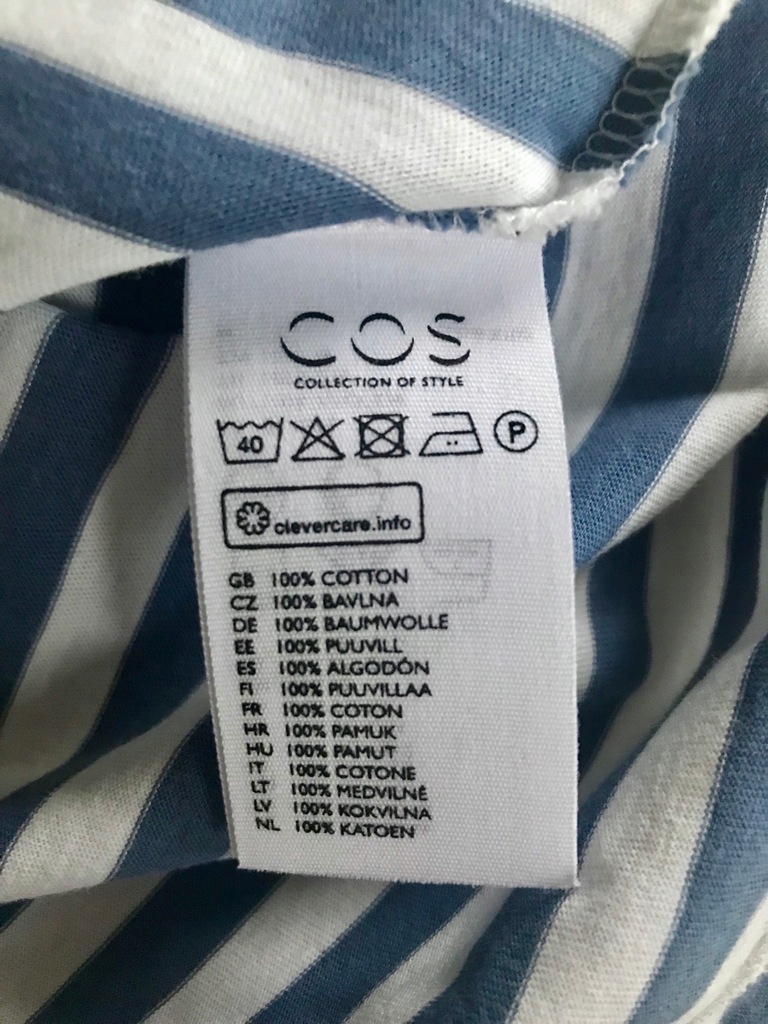 COS
COLLECTION OF STYLE
40 P
clevercare.info
GB 100% COTTON
CZ 100% BAVLNA
DE 100% BAUMWOLLE
EE 100% PUUVILL
ES 100% ALGODÓN
FI 100% PUUVILLAA
FR 100% COTON
HR 100% PAMUK
HU 100% PAMUT
IT 100% COTONE
LT 100% MEDVILNĖ
LV 100% KOKVILNA
NL 100% KATOEN